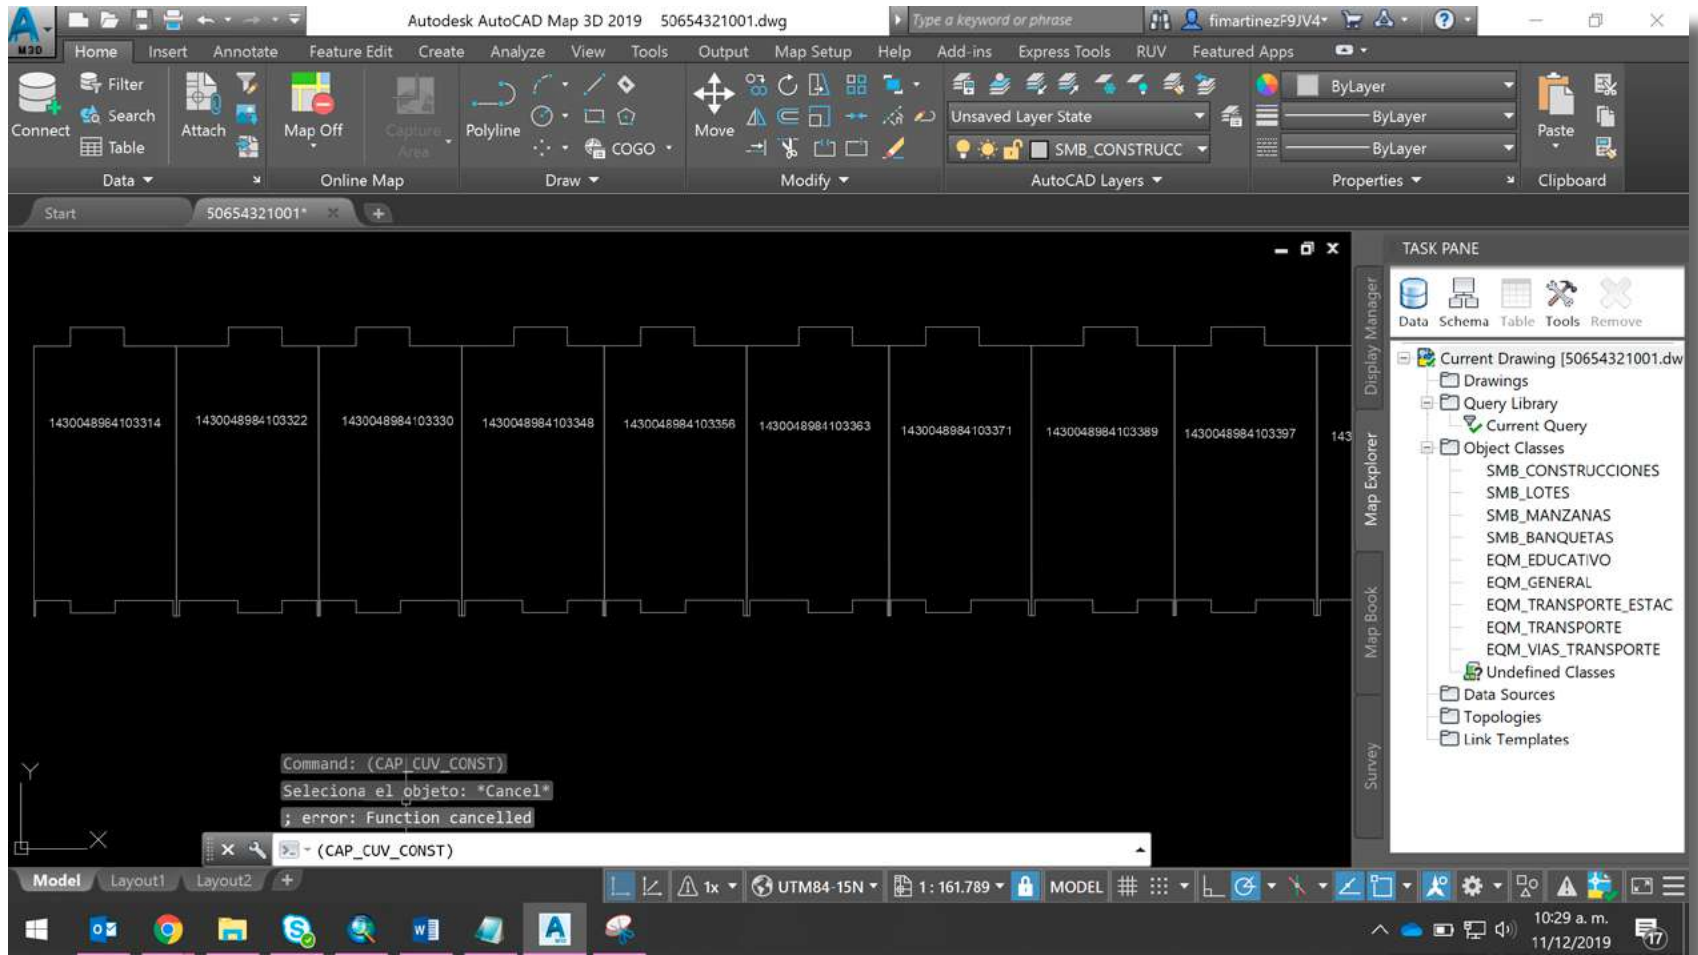 Autodesk AutoCAD Map 3D 2019 50654321001.dwg
Type a keyword or phrase
fimartinezF9JV4
M3D
Home Insert Annotate Feature Edit Create Analyze View Tools Output Map Setup Help Add-ins Express Tools RUV Featured Apps
Connect
Filter
Search
Table
Attach
Map Off
Capture Area
Polyline
COGO
Move
Unsaved Layer State
SMB_CONSTRUCC
ByLayer
ByLayer
ByLayer
Paste
Data
Online Map
Draw
Modify
AutoCAD Layers
Properties
Clipboard
Start
50654321001*
1430048984103314
1430048984103322
1430048984103330
1430048984103348
1430048984103356
1430048984103363
1430048984103371
1430048984103389
1430048984103397
143
Display Manager
Map Explorer
Map Book
Survey
TASK PANE
Data Schema Table Tools Remove
Current Drawing [50654321001.dw
Drawings
Query Library
Current Query
Object Classes
SMB_CONSTRUCCIONES
SMB_LOTES
SMB_MANZANAS
SMB_BANQUETAS
EQM_EDUCATIVO
EQM_GENERAL
EQM_TRANSPORTE_ESTAC
EQM_TRANSPORTE
EQM_VIAS_TRANSPORTE
Undefined Classes
Data Sources
Topologies
Link Templates
Y
X
Command: (CAP_CUV_CONST)
Seleciona el objeto: *Cancel*
; error: Function cancelled
(CAP_CUV_CONST)
Model Layout1 Layout2
1x
UTM84-15N
1 : 161.789
MODEL
10:29 a. m.
11/12/2019
17